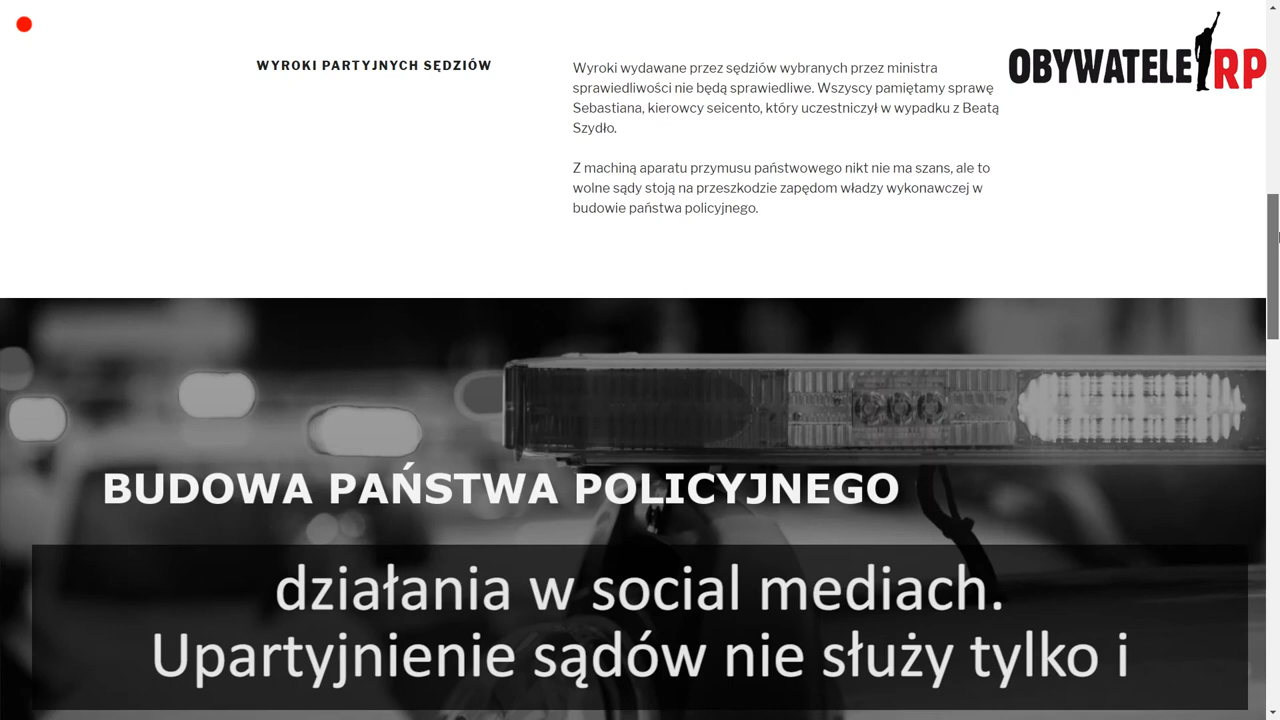 OBYWATELE RP
WYROKI PARTYJNYCH SĘDZIÓW
Wyroki wydawane przez sędziów wybranych przez ministra
sprawiedliwości nie będą sprawiedliwe. Wszyscy pamiętamy sprawę
Sebastiana, kierowcy seicento, który uczestniczył w wypadku z Beatą
Szydło.
Z machiną aparatu przymusu państwowego nikt nie ma szans, ale to
wolne sądy stoją na przeszkodzie zapędom władzy wykonawczej w
budowie państwa policyjnego.
BUDOWA PAŃSTWA POLICYJNEGO
działania w social mediach.
Upartyjnienie sądów nie służy tylko i